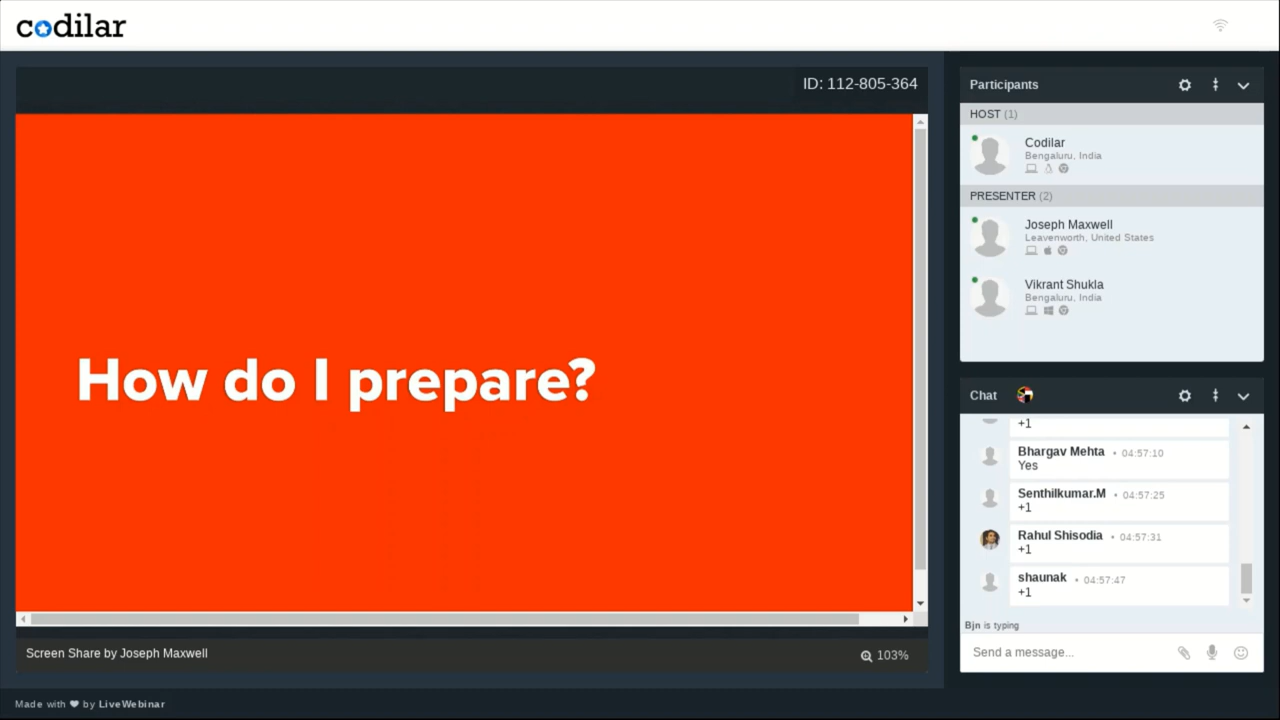 codilar
ID: 112-805-364
How do I prepare?
Screen Share by Joseph Maxwell
103%
Participants
HOST (1)
Codilar
Bengaluru, India
PRESENTER (2)
Joseph Maxwell
Leavenworth, United States
Vikrant Shukla
Bengaluru, India
Chat
+1
Bhargav Mehta • 04:57:10
Yes
Senthilkumar.M • 04:57:25
+1
Rahul Shisodia • 04:57:31
+1
shaunak • 04:57:47
+1
Bjn is typing
Send a message...
Made with ❤ by LiveWebinar